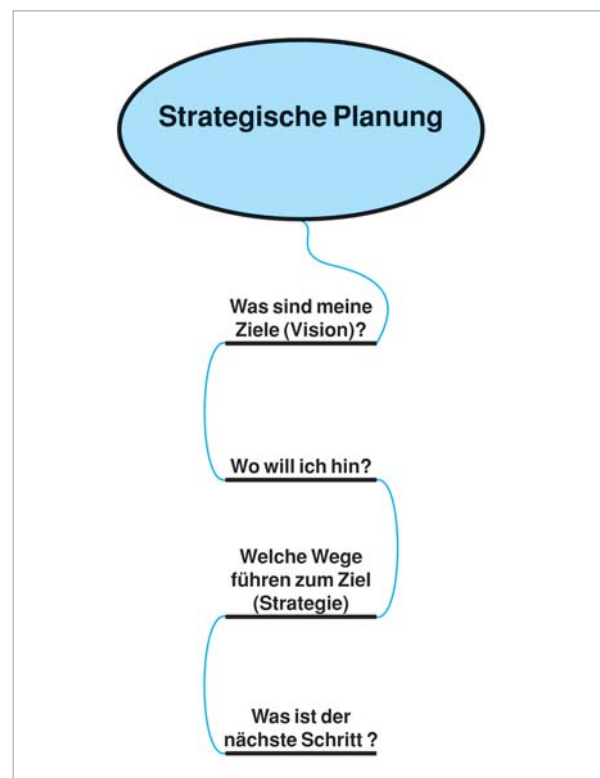 Strategische Planung
Was sind meine
Ziele (Vision)?
Wo will ich hin?
Welche Wege
führen zum Ziel
(Strategie)
Was ist der
nächste Schritt ?